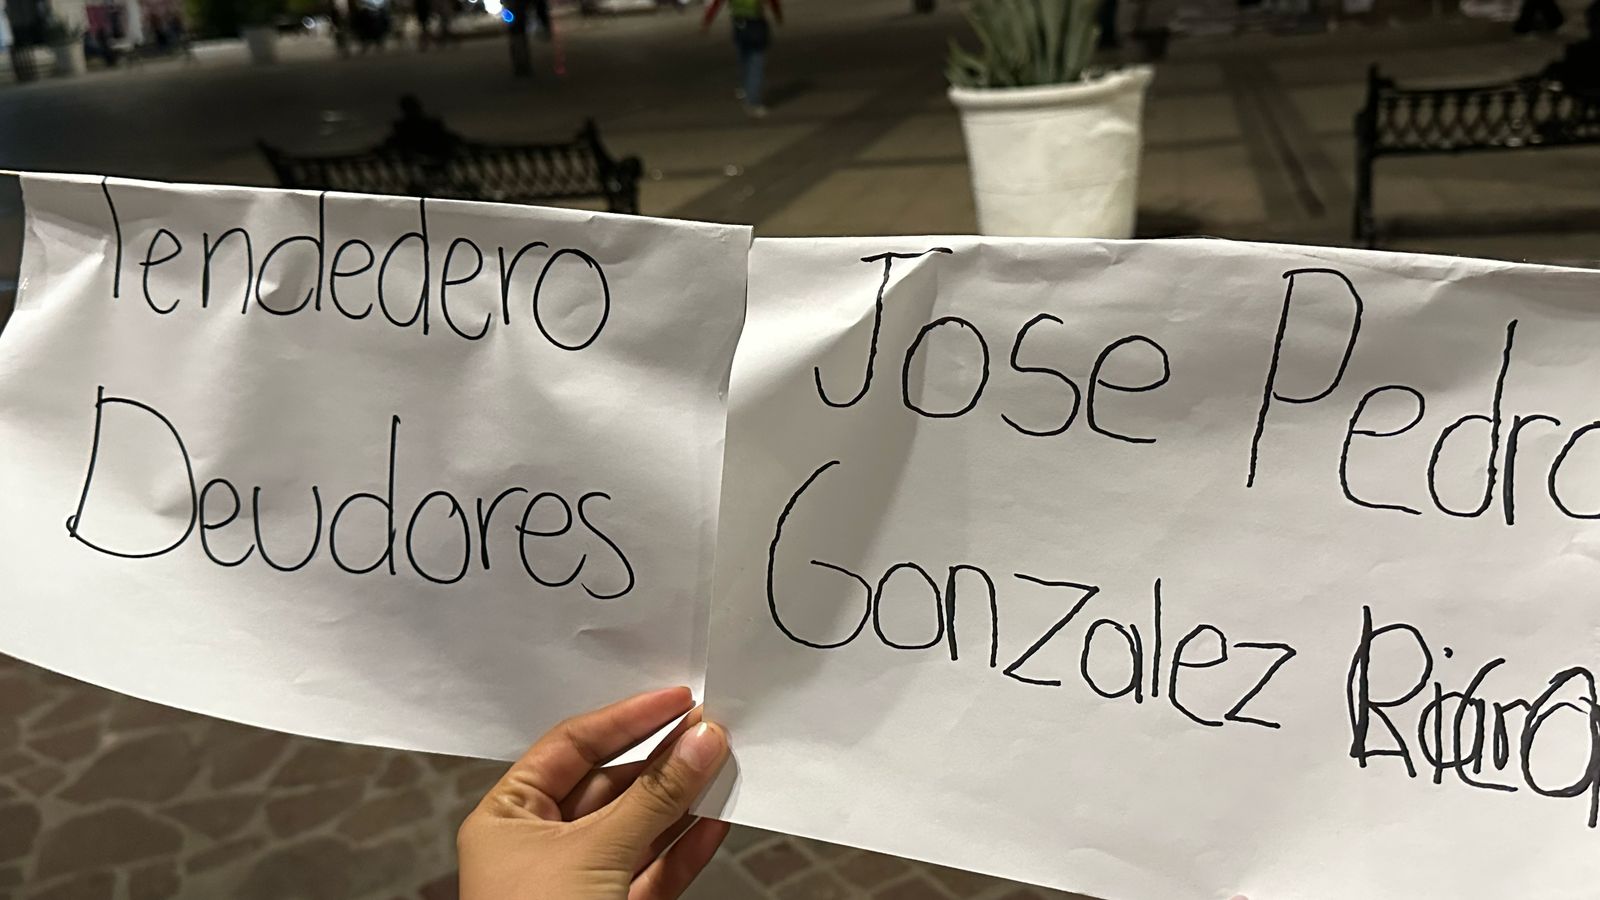 Tendedero
Deudores
Jose Pedro
Gonzalez